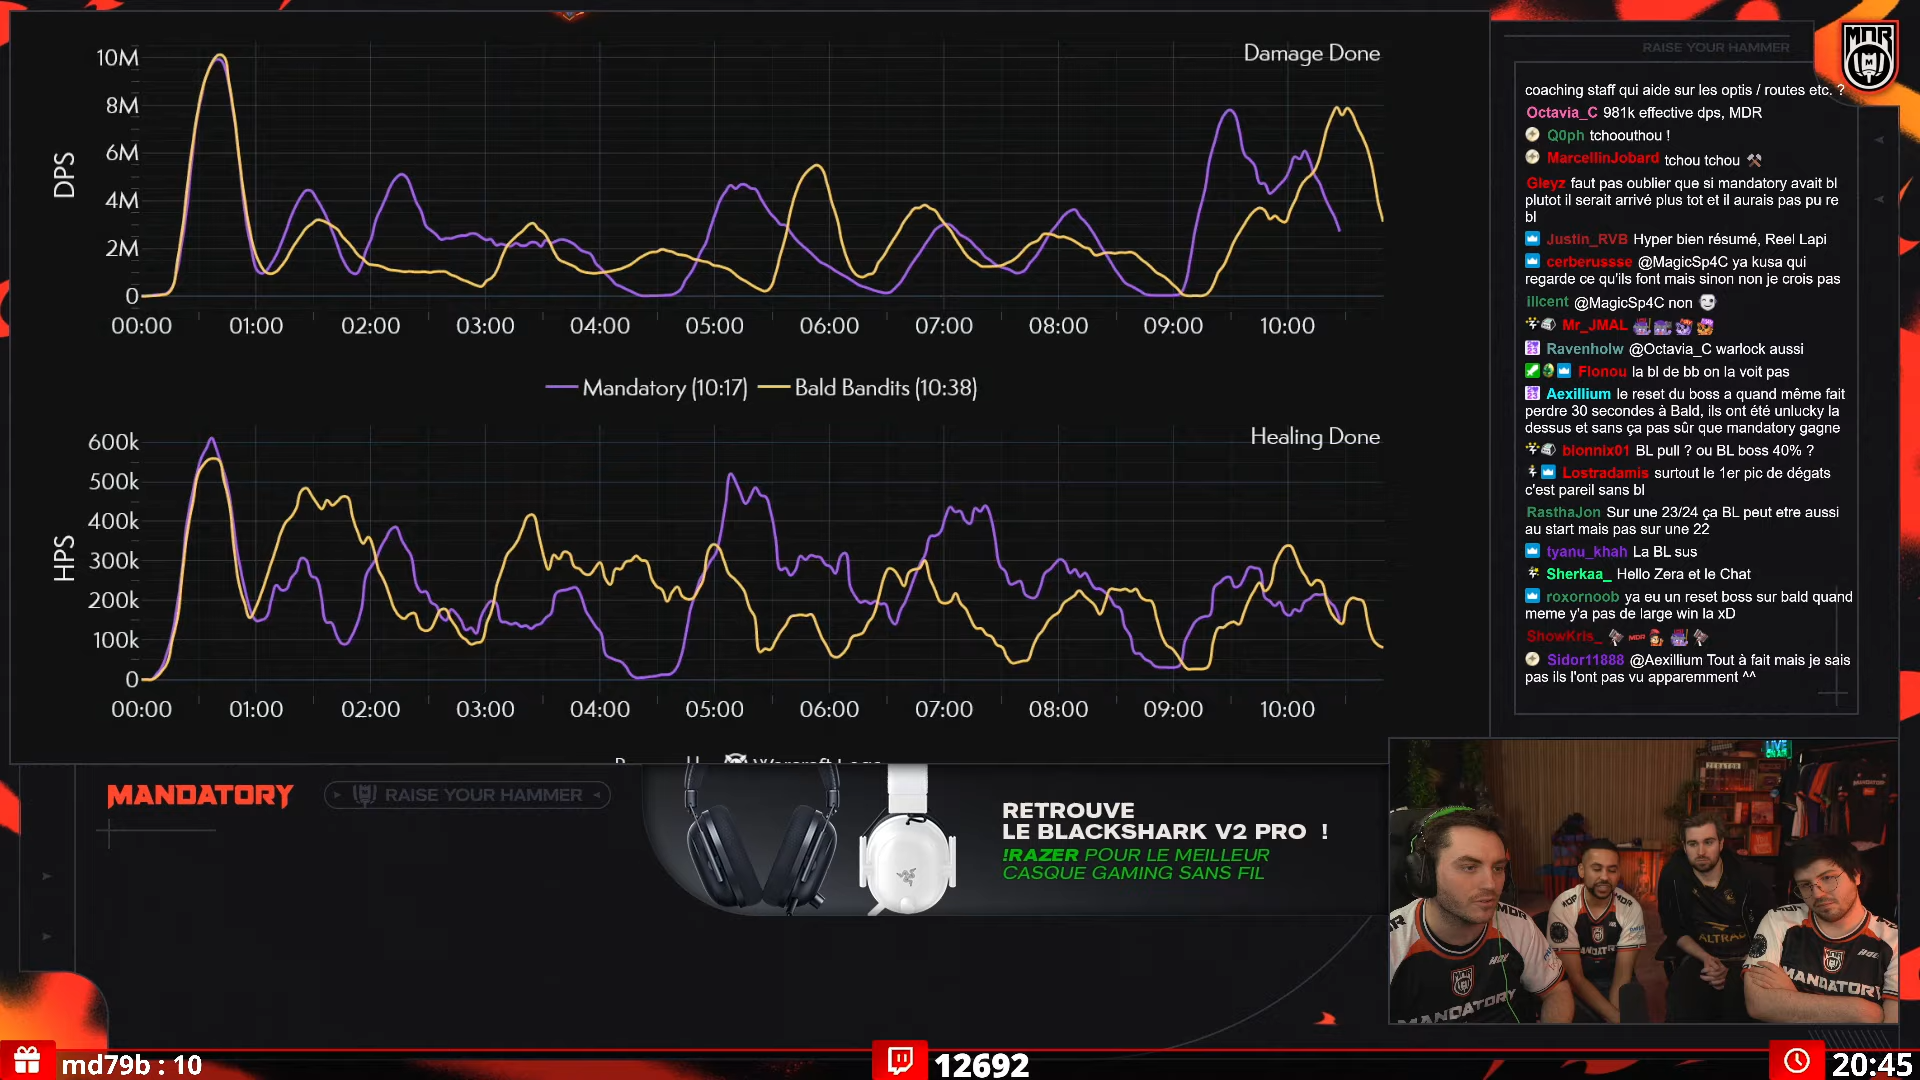 Damage Done
DPS
10M
8M
6M
4M
2M
0
00:00 01:00 02:00 03:00 04:00 05:00 06:00 07:00 08:00 09:00 10:00
Mandatory (10:17) Bald Bandits (10:38)
Healing Done
HPS
600k
500k
400k
300k
200k
100k
0
00:00 01:00 02:00 03:00 04:00 05:00 06:00 07:00 08:00 09:00 10:00
RAISE YOUR HAMMER
MDR
coaching staff qui aide sur les optis / routes etc. ?
Octavia_C 981k effective dps, MDR
Q0ph tchoouthou !
MarcellinJobard tchou tchou
Gleyz faut pas oublier que si mandatory avait bl
plutot il serait arrivé plus tot et il aurais pas pu re
bl
Justin_RVB Hyper bien résumé, Reel Lapi
cerberussse @MagicSp4C ya kusa qui
regarde ce qu'ils font mais sinon non je crois pas
illcent @MagicSp4C non
Mr_JMAL
Ravenholw @Octavia_C warlock aussi
Flonou la bl de bb on la voit pas
Aexillium le reset du boss a quand même fait
perdre 30 secondes à Bald, ils ont été unlucky la
dessus et sans ça pas sûr que mandatory gagne
bionnix01 BL pull ? ou BL boss 40% ?
Lostradamis surtout le 1er pic de dégats
c'est pareil sans bl
RasthaJon Sur une 23/24 ça BL peut etre aussi
au start mais pas sur une 22
tyanu_khah La BL sus
Sherkaa_ Hello Zera et le Chat
roxornoob ya eu un reset boss sur bald quand
meme y'a pas de large win la xD
ShowKris_
Sidor11888 @Aexillium Tout à fait mais je sais
pas ils l'ont pas vu apparemment ^^
MANDATORY
RAISE YOUR HAMMER
RETROUVE
LE BLACKSHARK V2 PRO !
!RAZER POUR LE MEILLEUR
CASQUE GAMING SANS FIL
LIVE
ZERATOR
MANDATORY
ALTRAD
MANDATORY
md79b : 10
12692
20:45